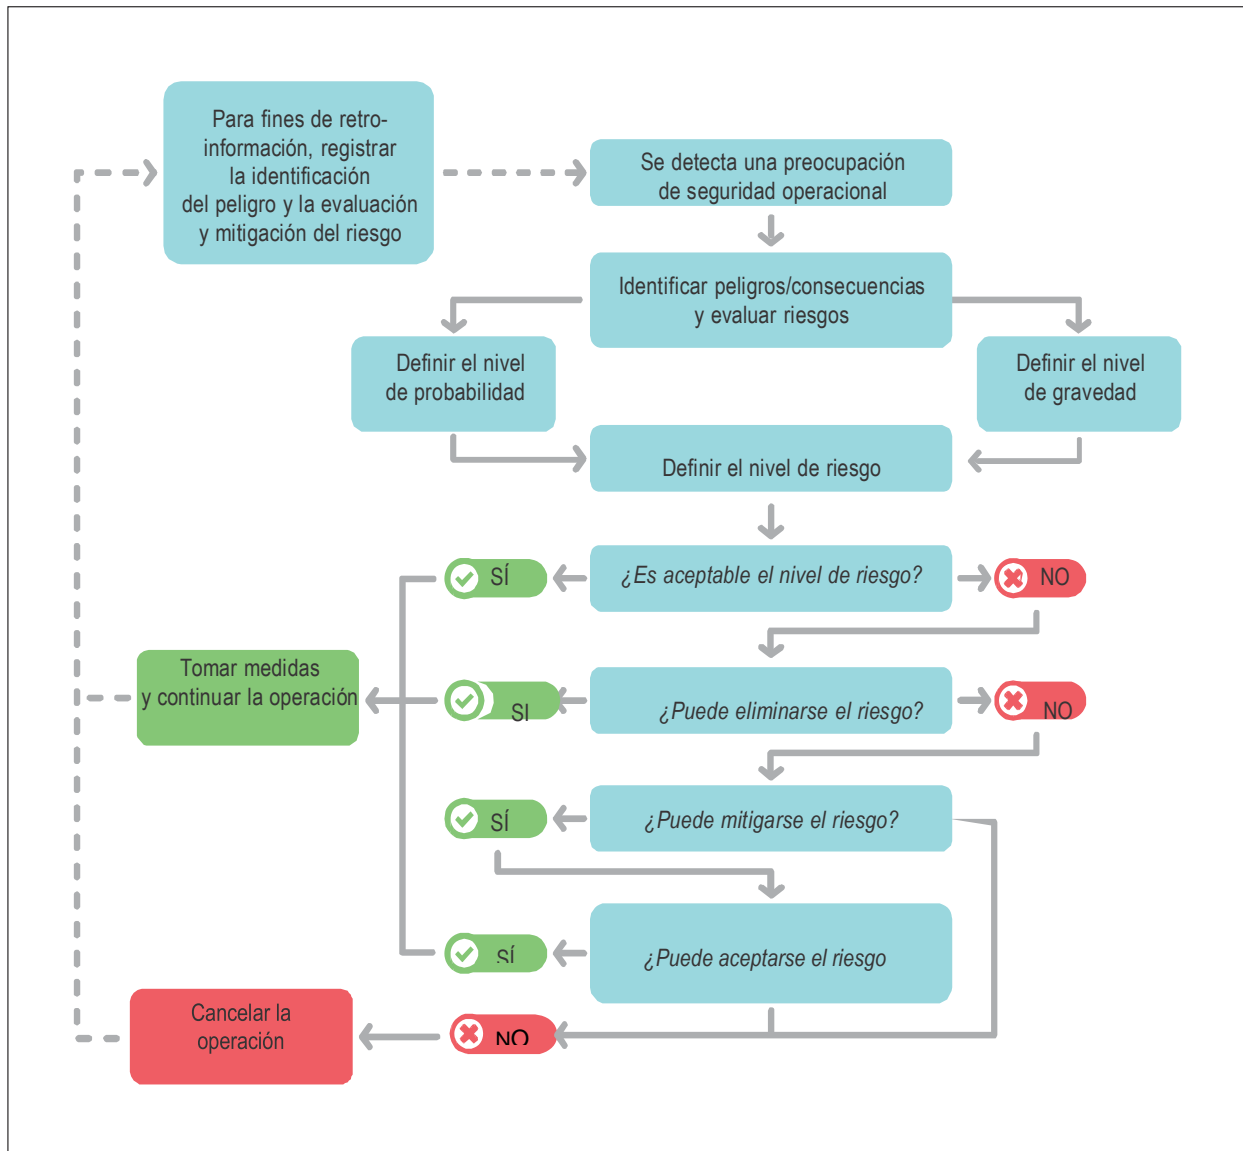 Para fines de retro-
información, registrar
la identificación
del peligro y la evaluación
y mitigación del riesgo
Se detecta una preocupación
de seguridad operacional
Identificar peligros/consecuencias
y evaluar riesgos
Definir el nivel
de probabilidad
Definir el nivel
de gravedad
Definir el nivel de riesgo
SÍ
¿Es aceptable el nivel de riesgo?
NO
Tomar medidas
y continuar la operación
SI
¿Puede eliminarse el riesgo?
NO
SÍ
¿Puede mitigarse el riesgo?
SÍ
¿Puede aceptarse el riesgo
Cancelar la
operación
NO